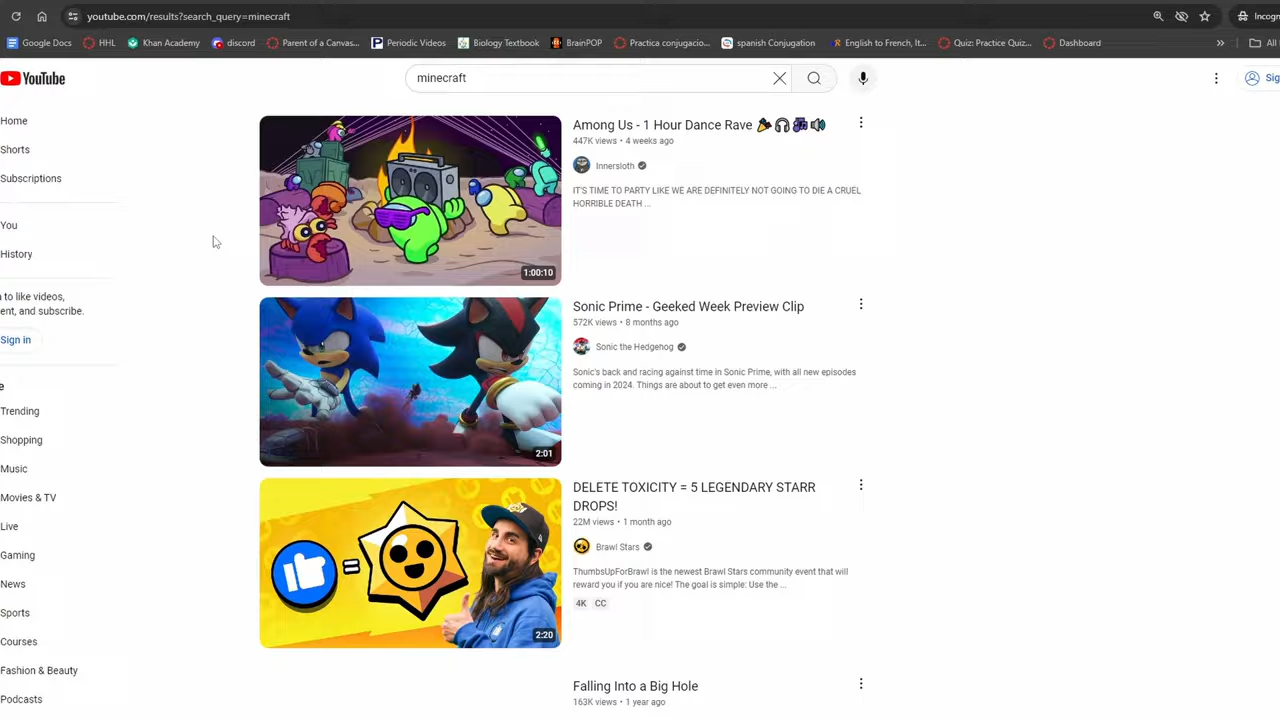 youtube.com/results?search_query=minecraft
Incogn
Google Docs
HHL
Khan Academy
discord
Parent of a Canvas...
Periodic Videos
Biology Textbook
BrainPOP
Practica conjugacio...
spanish Conjugation
English to French, It...
Quiz: Practice Quiz...
Dashboard
»
All
YouTube
minecraft
Sig
Home
Shorts
Subscriptions
You
History
to like videos,
ent, and subscribe.
Sign in
e
Trending
Shopping
Music
Movies & TV
Live
Gaming
News
Sports
Courses
Fashion & Beauty
Podcasts
1:00:10
Among Us - 1 Hour Dance Rave 🎉🎧🎶🔊
447K views • 4 weeks ago
Innersloth
IT'S TIME TO PARTY LIKE WE ARE DEFINITELY NOT GOING TO DIE A CRUEL
HORRIBLE DEATH ...
2:01
Sonic Prime - Geeked Week Preview Clip
572K views • 8 months ago
Sonic the Hedgehog
Sonic's back and racing against time in Sonic Prime, with all new episodes
coming in 2024. Things are about to get even more ...
=
2:20
DELETE TOXICITY = 5 LEGENDARY STARR
DROPS!
22M views • 1 month ago
Brawl Stars
ThumbsUpForBrawl is the newest Brawl Stars community event that will
reward you if you are nice! The goal is simple: Use the ...
4K CC
Falling Into a Big Hole
163K views • 1 year ago